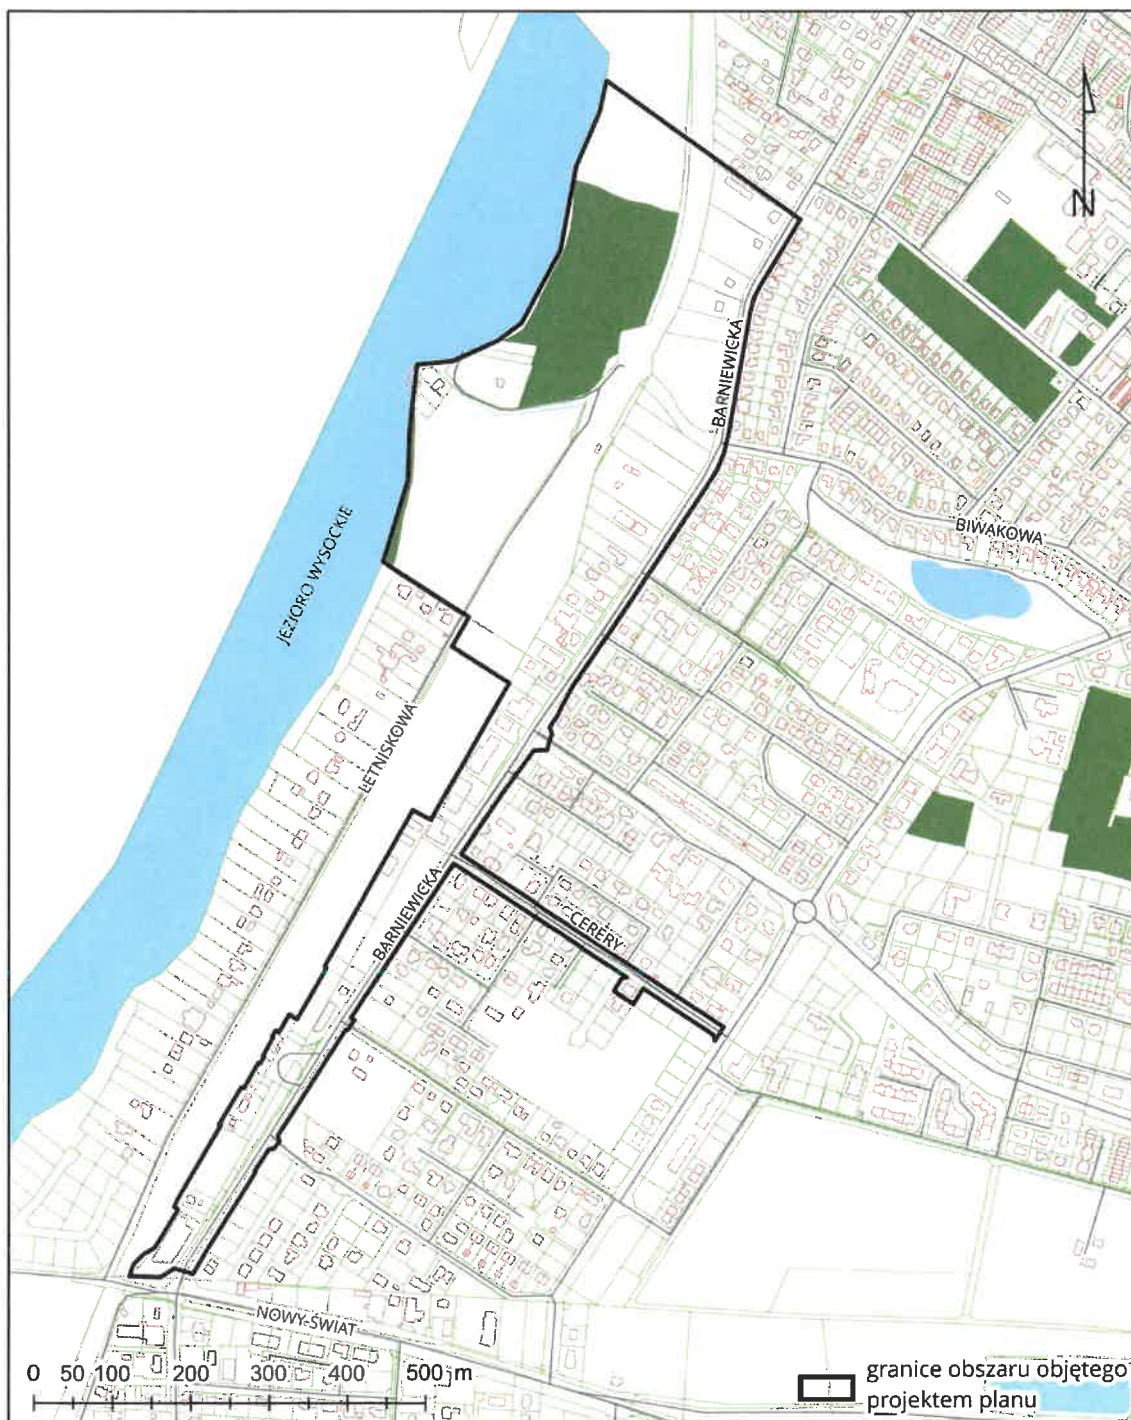 N
BARNIEWICKA
BIWAKOWA
JEZIORO WYSOCKIE
LETNISKOWA
BARNIEWICKA
CERERY
NOWY ŚWIAT
0 50 100 200 300 400 500 m
granice obszaru objętego
projektem planu